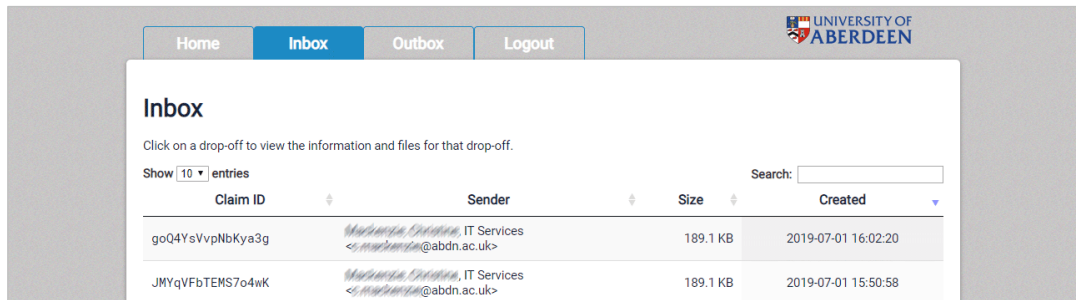 Home Inbox Outbox Logout
UNIVERSITY OF
ABERDEEN
Inbox
Click on a drop-off to view the information and files for that drop-off.
Show 10 entries Search:
Claim ID Sender Size Created
goQ4YsVvpNbKya3g , IT Services 189.1 KB 2019-07-01 16:02:20
@abdn.ac.uk>
JMYqVFbTEMS7o4wK , IT Services 189.1 KB 2019-07-01 15:50:58
@abdn.ac.uk>